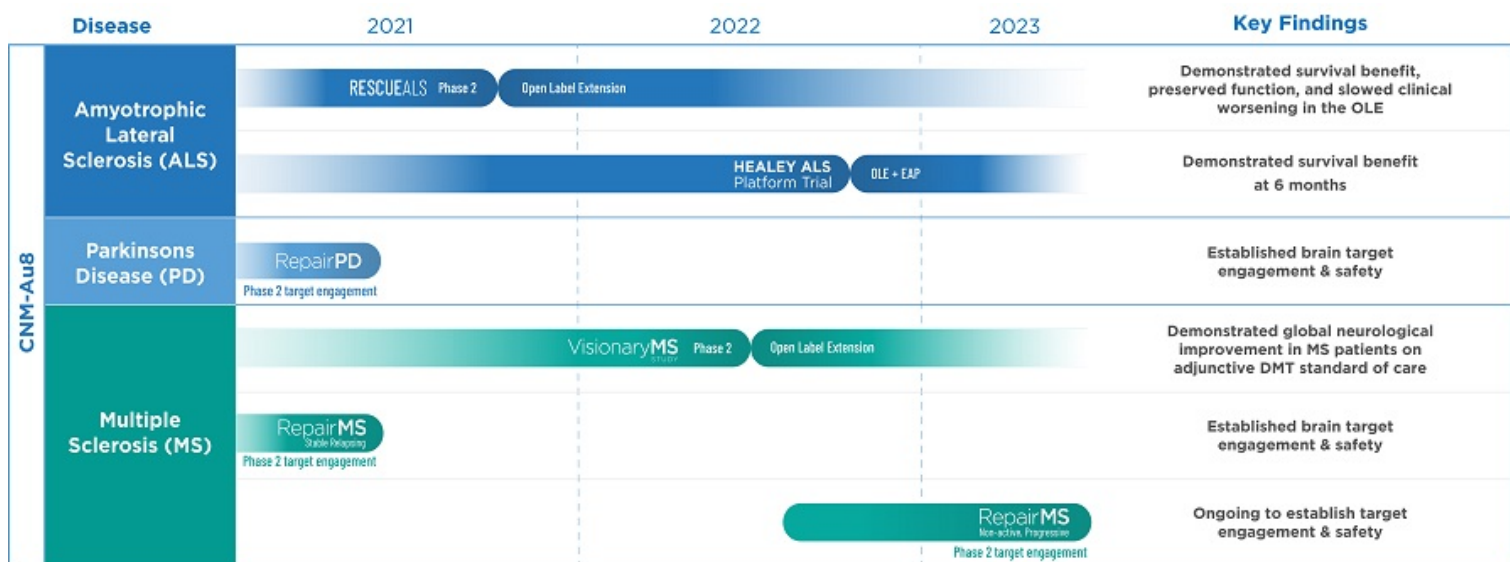 Disease 2021 2022 2023 Key Findings
CNM-Au8
Amyotrophic
Lateral
Sclerosis (ALS)
RESCUEALS Phase 2 Open Label Extension
Demonstrated survival benefit,
preserved function, and slowed clinical
worsening in the OLE
HEALEY ALS
Platform Trial
OLE + EAP
Demonstrated survival benefit
at 6 months
Parkinsons
Disease (PD)
RepairPD
Phase 2 target engagement
Established brain target
engagement & safety
Multiple
Sclerosis (MS)
VisionaryMS Phase 2 Open Label Extension
STUDY
Demonstrated global neurological
improvement in MS patients on
adjunctive DMT standard of care
RepairMS
Stable Relapsing
Phase 2 target engagement
Established brain target
engagement & safety
RepairMS
Non-active, Progressive
Phase 2 target engagement
Ongoing to establish target
engagement & safety